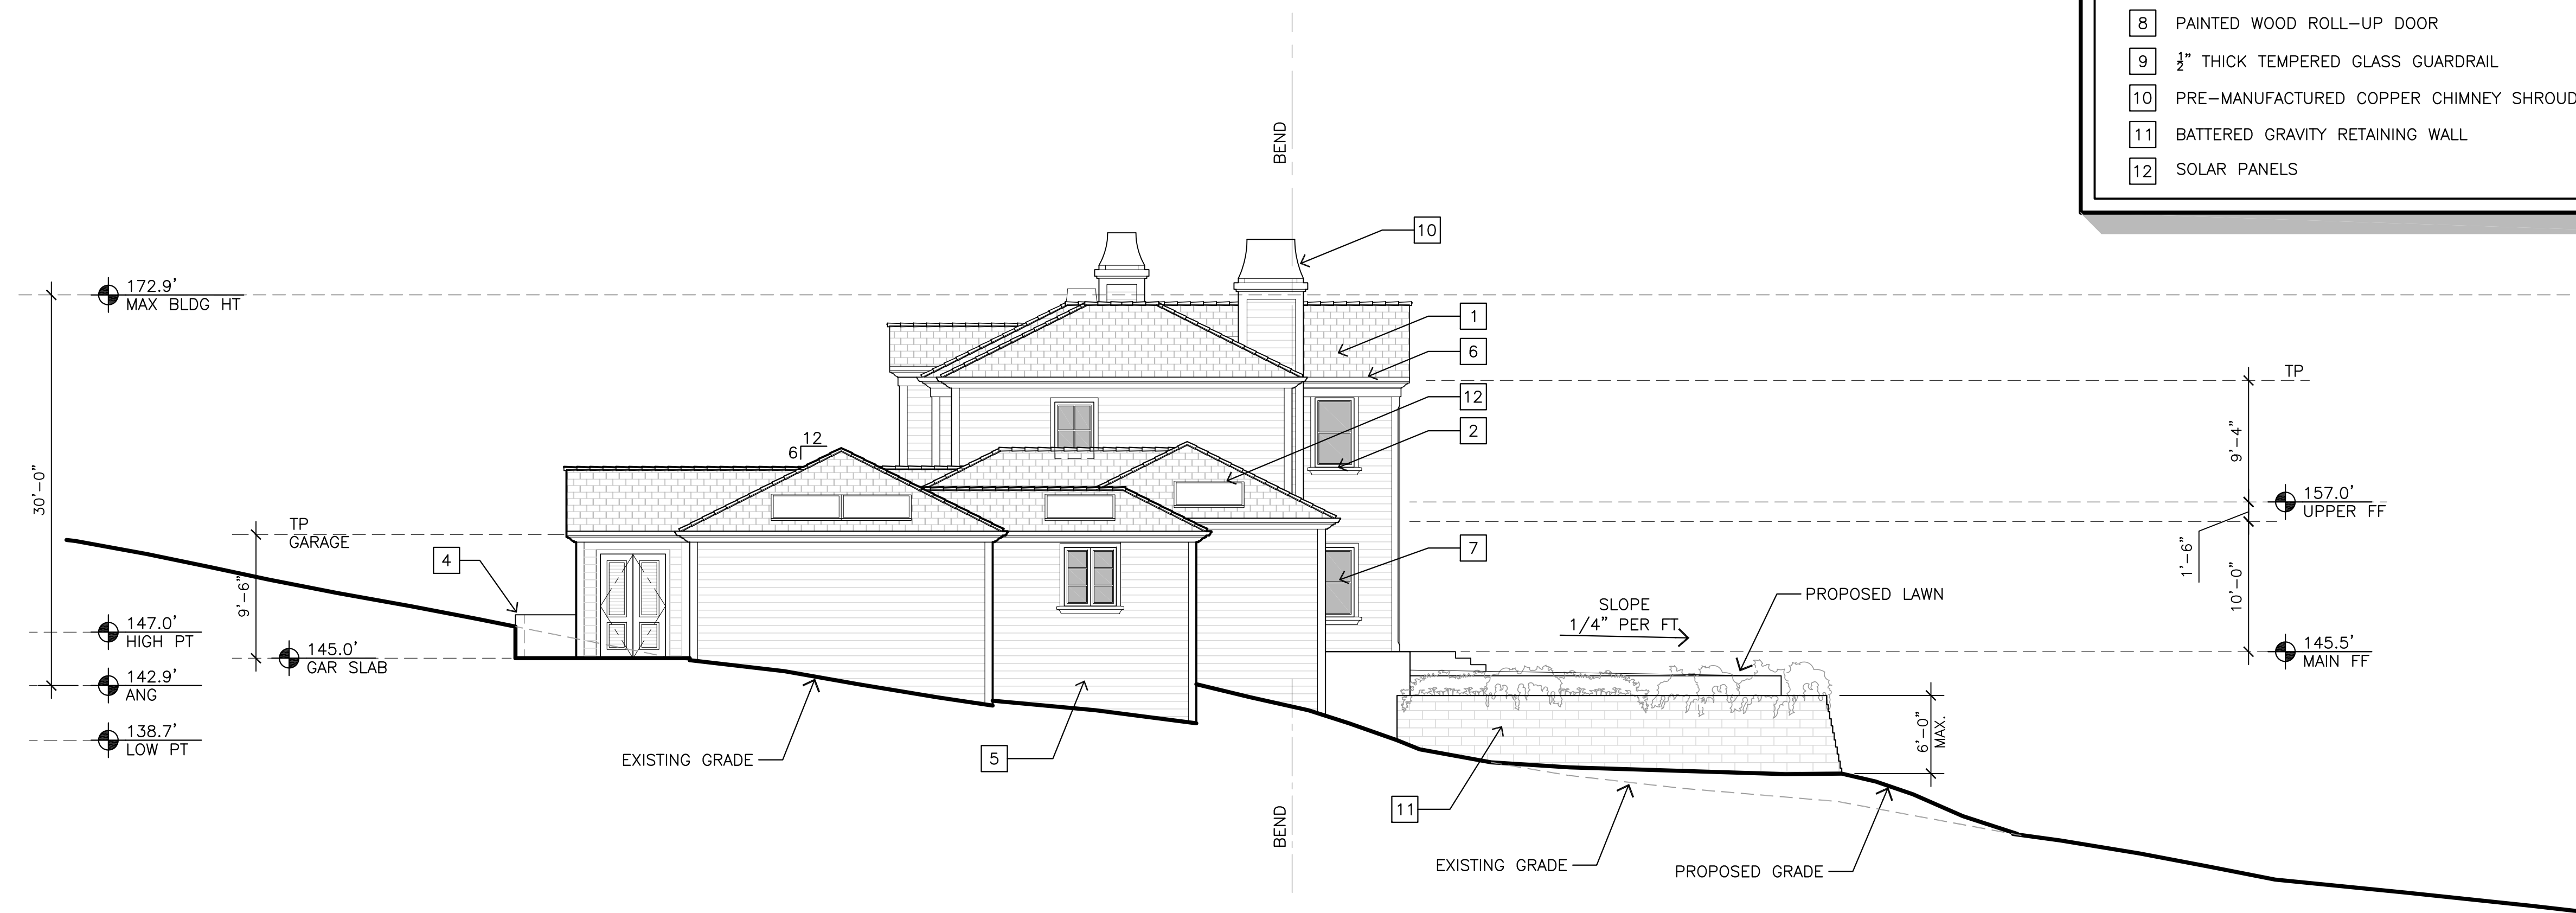 8 PAINTED WOOD ROLL-UP DOOR
9 ½" THICK TEMPERED GLASS GUARDRAIL
10 PRE-MANUFACTURED COPPER CHIMNEY SHROUD
11 BATTERED GRAVITY RETAINING WALL
12 SOLAR PANELS
BEND
10
172.9'
MAX BLDG HT
1
6
12
2
7
TP
9'-4"
157.0'
UPPER FF
1'-6"
10'-0"
145.5'
MAIN FF
12
6
30'-0"
TP
GARAGE
9'-6"
4
147.0'
HIGH PT
145.0'
GAR SLAB
142.9'
ANG
138.7'
LOW PT
SLOPE
1/4" PER FT
PROPOSED LAWN
6'-0"
MAX.
EXISTING GRADE
5
11
BEND
EXISTING GRADE
PROPOSED GRADE